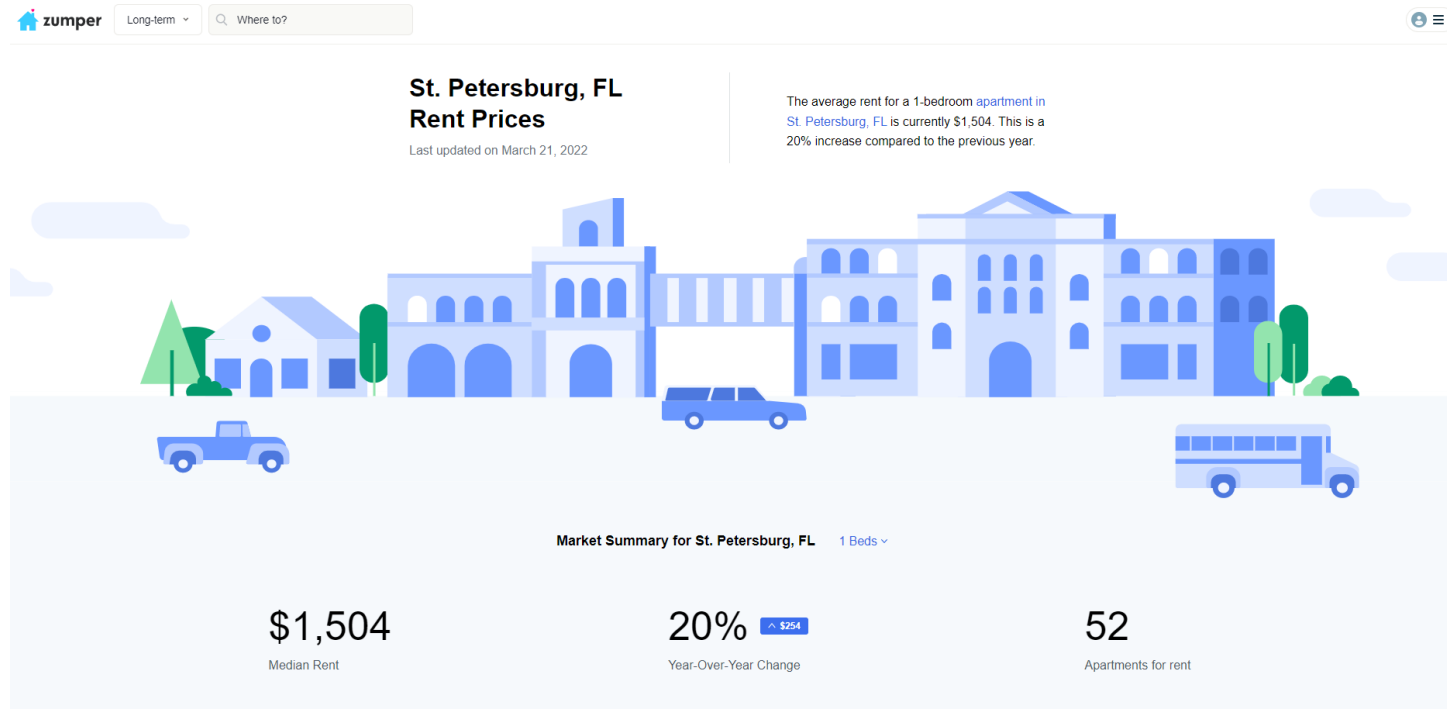 zumper
Long-term
Where to?
St. Petersburg, FL
Rent Prices
Last updated on March 21, 2022
The average rent for a 1-bedroom apartment in
St. Petersburg, FL is currently $1,504. This is a
20% increase compared to the previous year.
Market Summary for St. Petersburg, FL
1 Beds
$1,504
Median Rent
20%
$254
Year-Over-Year Change
52
Apartments for rent